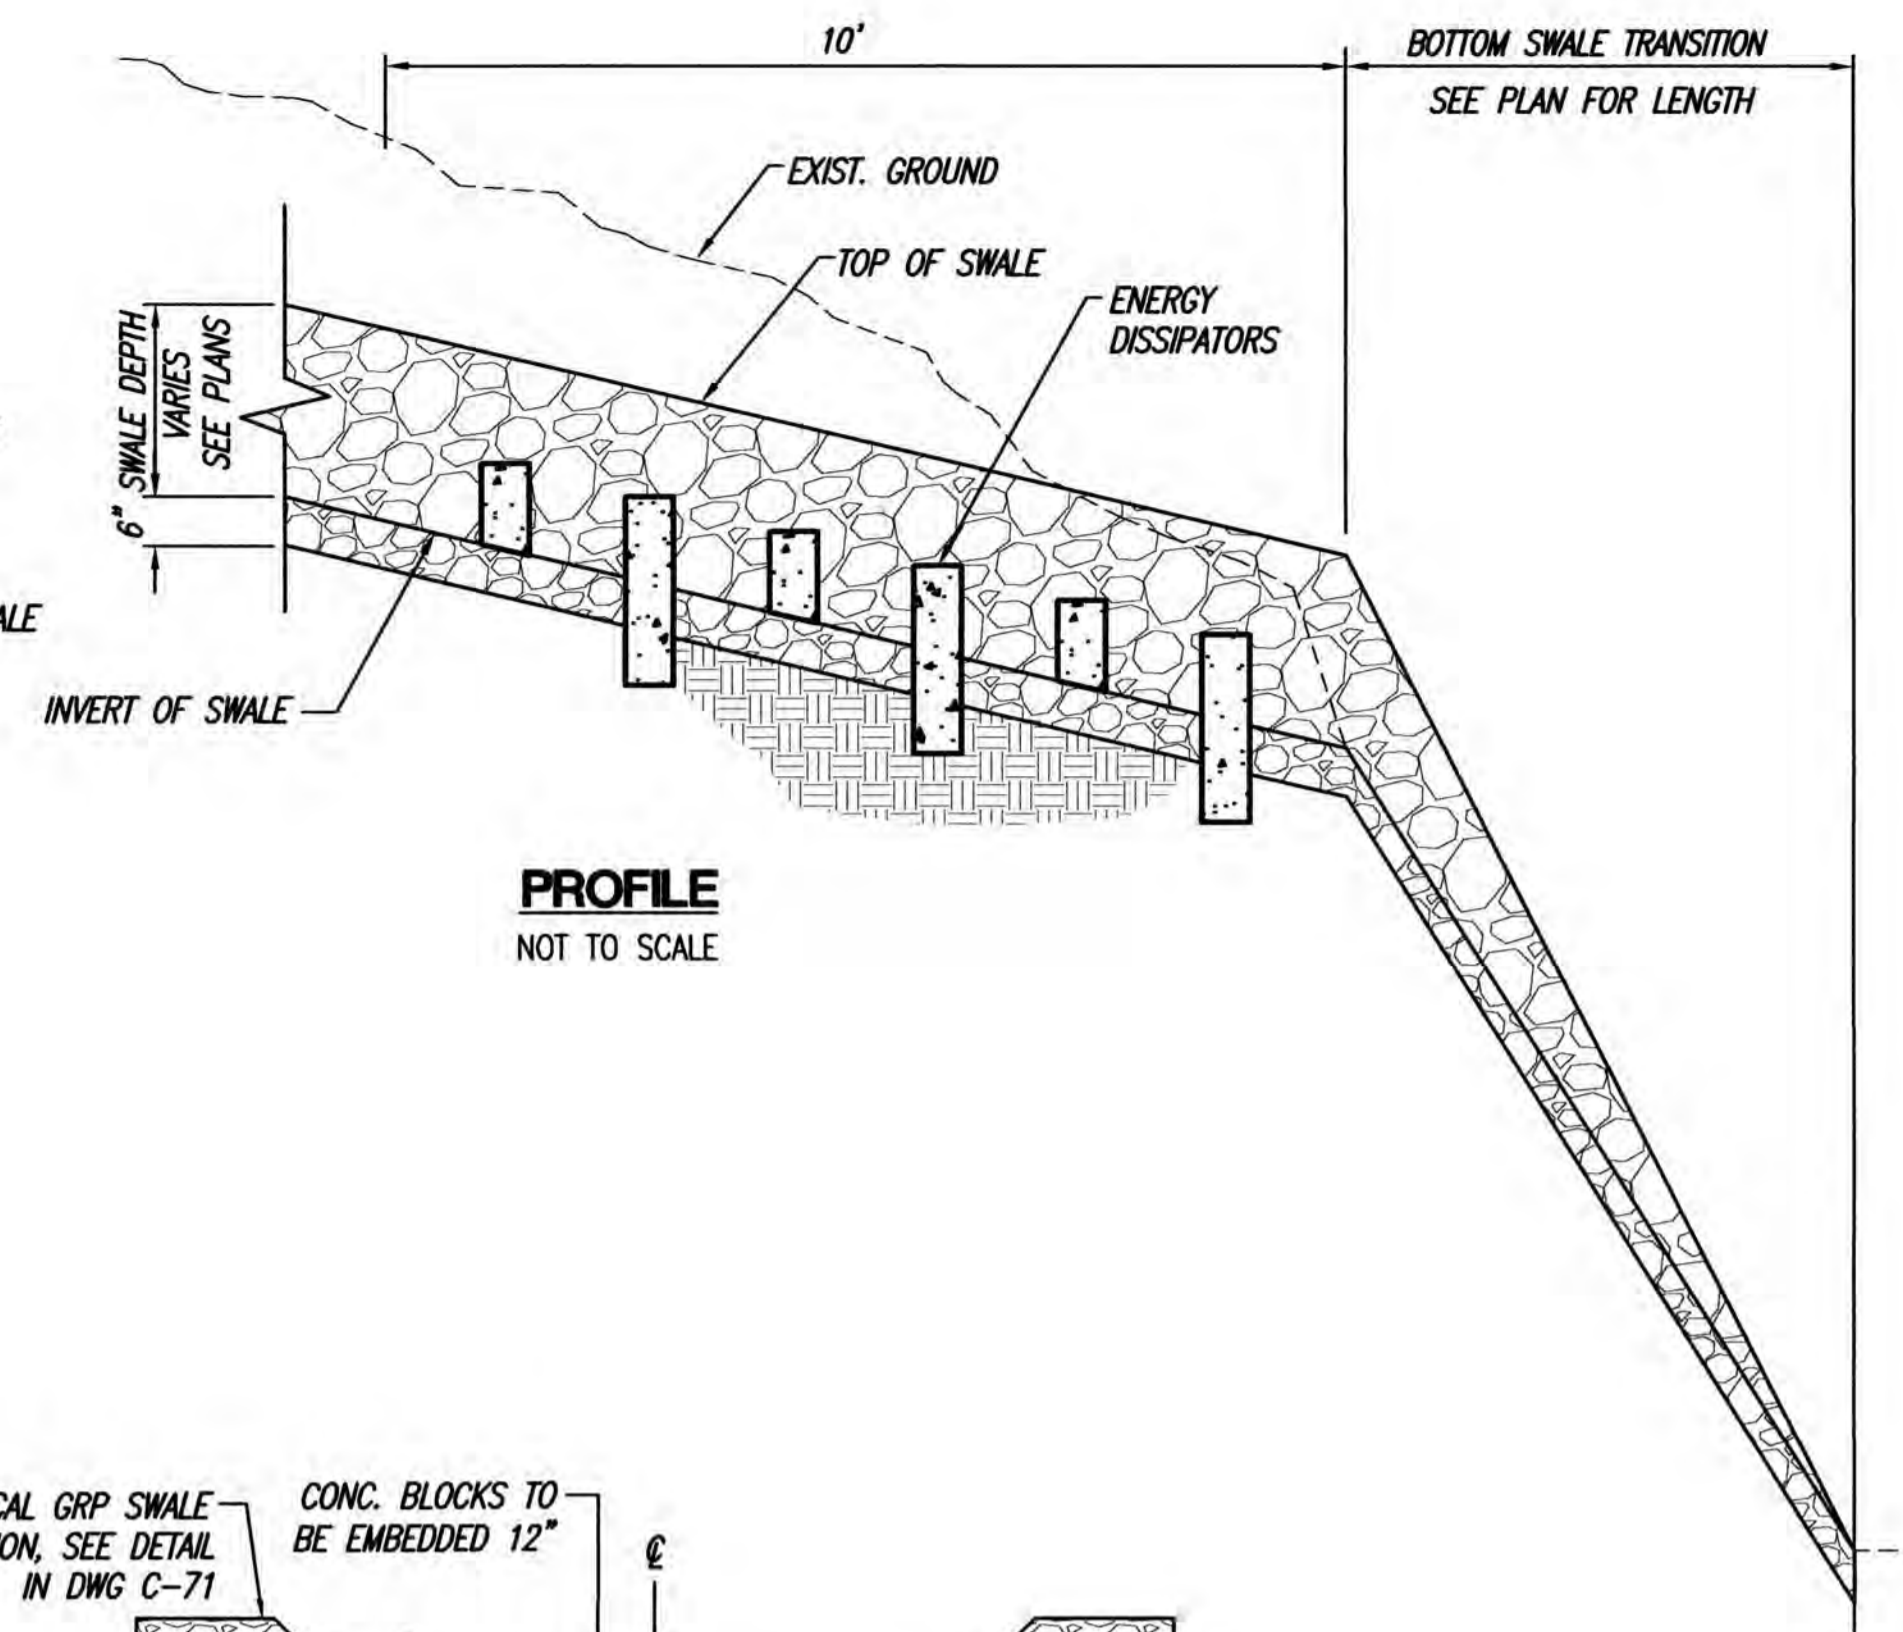 10'
BOTTOM SWALE TRANSITION
SEE PLAN FOR LENGTH
EXIST. GROUND
TOP OF SWALE
ENERGY
DISSIPATORS
SWALE DEPTH
VARIES
SEE PLANS
6"
INVERT OF SWALE
PROFILE
NOT TO SCALE
GRP SWALE
SEE DETAIL
IN DWG C-71
CONC. BLOCKS TO
BE EMBEDDED 12"
℄